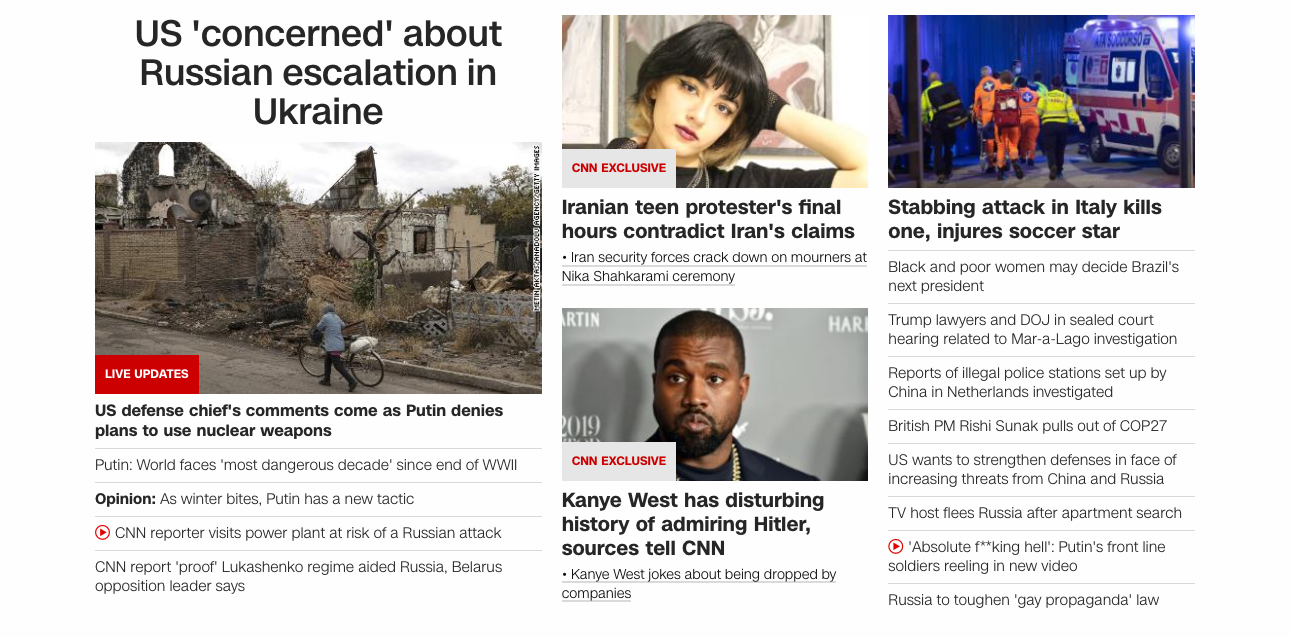 US 'concerned' about
Russian escalation in
Ukraine
METIN AKTAS/ANADOLU AGENCY/GETTY IMAGES
LIVE UPDATES
US defense chief's comments come as Putin denies
plans to use nuclear weapons
Putin: World faces 'most dangerous decade' since end of WWII
Opinion: As winter bites, Putin has a new tactic
CNN reporter visits power plant at risk of a Russian attack
CNN report 'proof' Lukashenko regime aided Russia, Belarus
opposition leader says
CNN EXCLUSIVE
Iranian teen protester's final
hours contradict Iran's claims
• Iran security forces crack down on mourners at
Nika Shahkarami ceremony
ARTIN
HAR
2019
CNN EXCLUSIVE
Kanye West has disturbing
history of admiring Hitler,
sources tell CNN
• Kanye West jokes about being dropped by
companies
ATA SOCCORSO
Stabbing attack in Italy kills
one, injures soccer star
Black and poor women may decide Brazil's
next president
Trump lawyers and DOJ in sealed court
hearing related to Mar-a-Lago investigation
Reports of illegal police stations set up by
China in Netherlands investigated
British PM Rishi Sunak pulls out of COP27
US wants to strengthen defenses in face of
increasing threats from China and Russia
TV host flees Russia after apartment search
'Absolute f**king hell': Putin's front line
soldiers reeling in new video
Russia to toughen 'gay propaganda' law